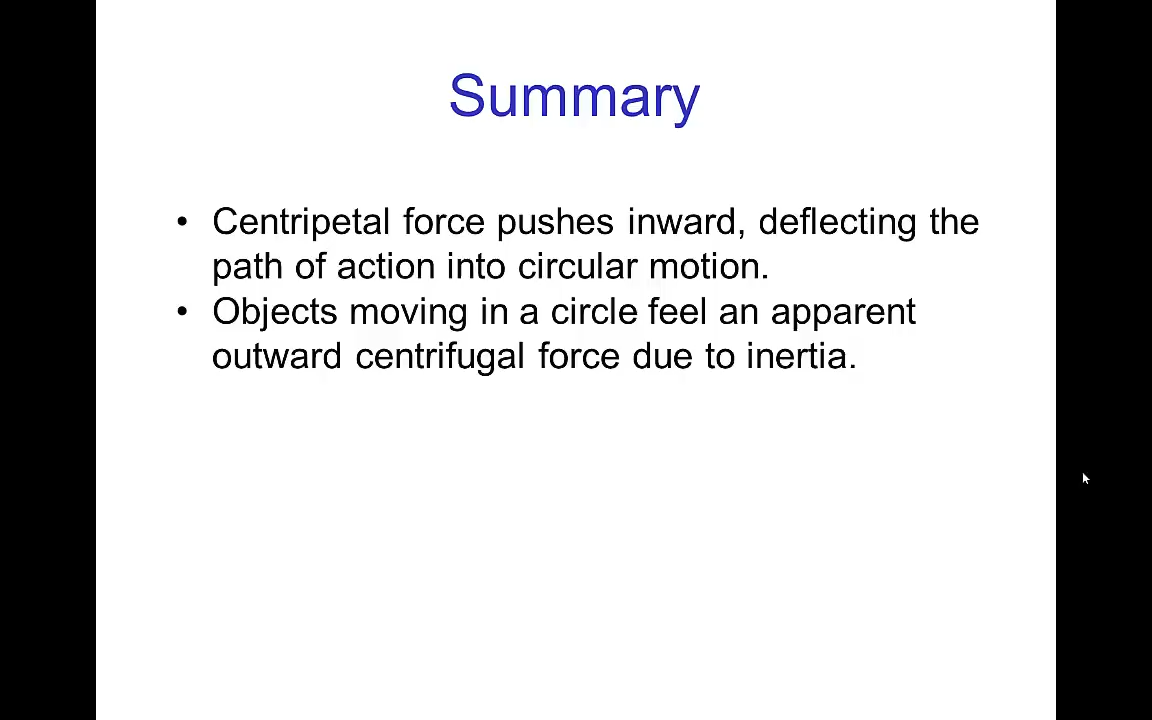 Summary
• Centripetal force pushes inward, deflecting the
path of action into circular motion.
• Objects moving in a circle feel an apparent
outward centrifugal force due to inertia.